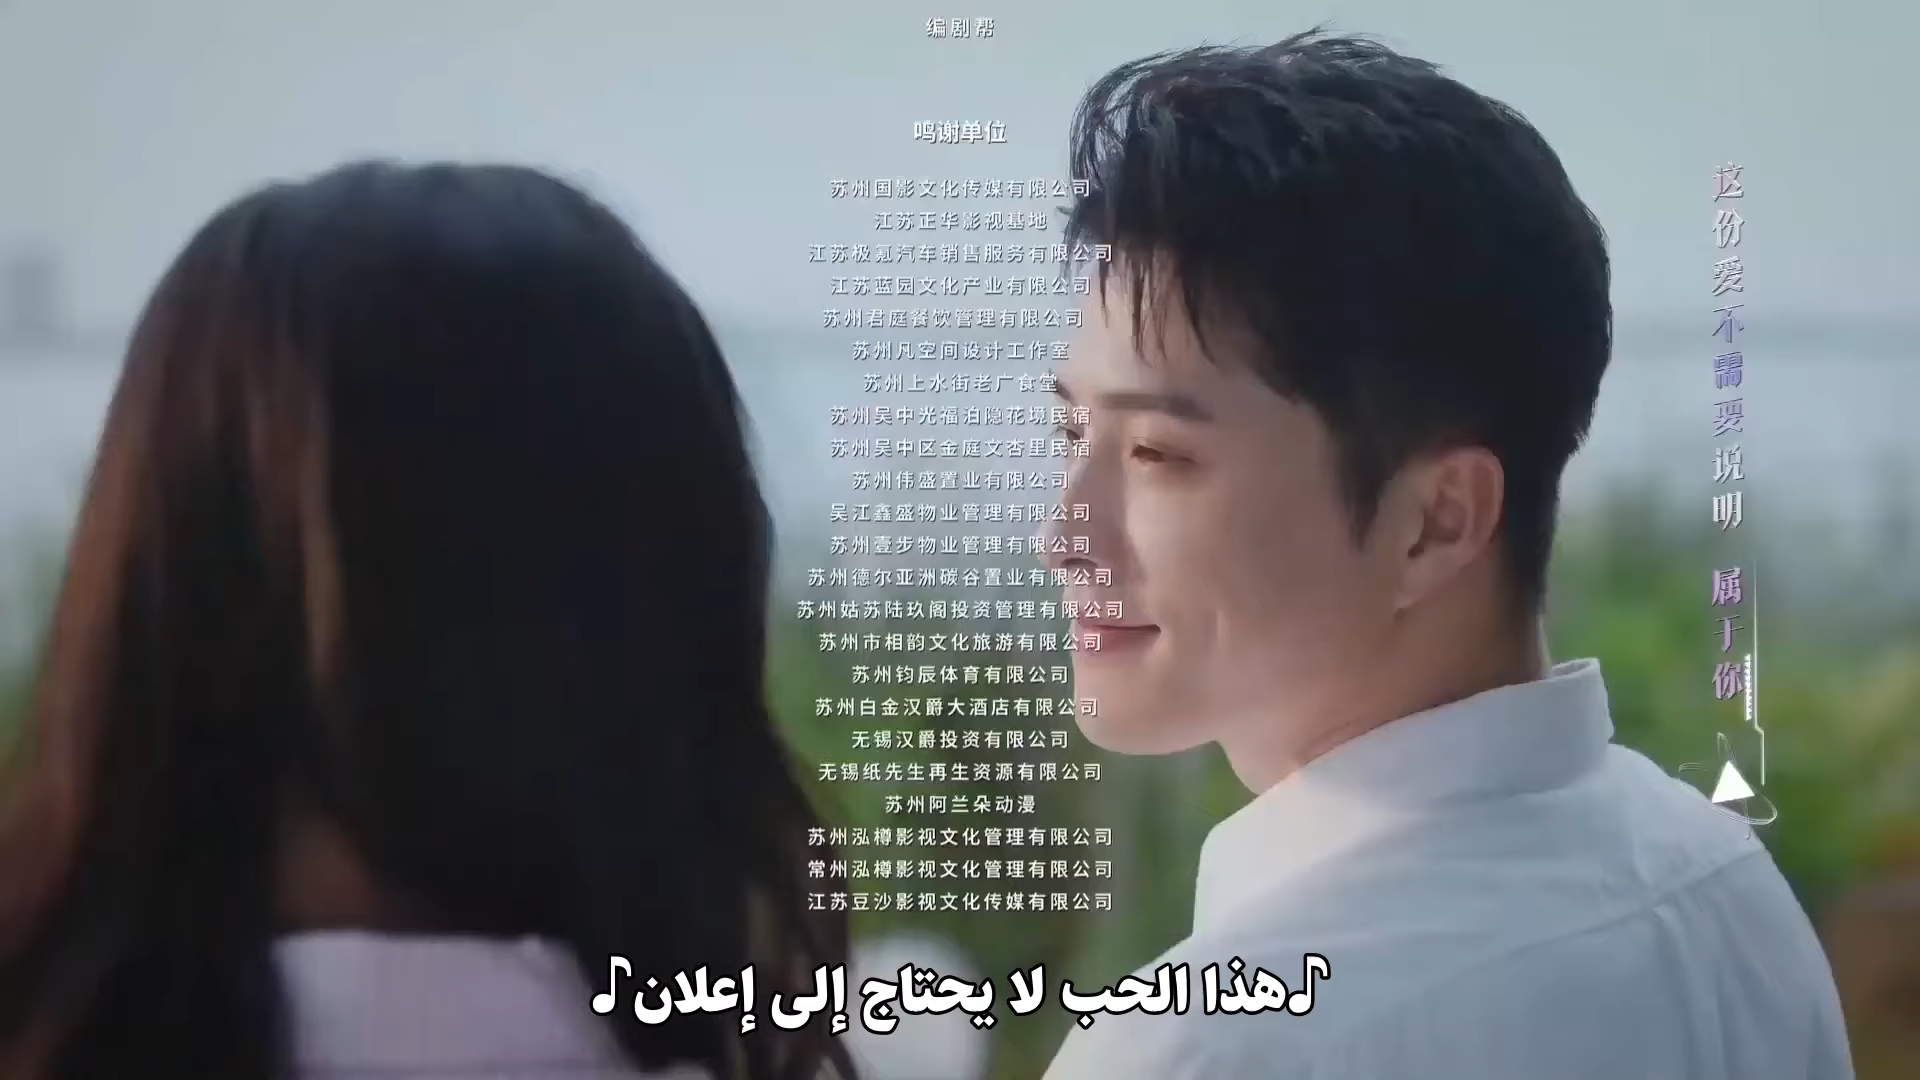 编剧帮
鸣谢单位
苏州国影文化传媒有限公司
江苏正华影视基地
江苏极氪汽车销售服务有限公司
江苏蓝园文化产业有限公司
苏州君庭餐饮管理有限公司
苏州凡空间设计工作室
苏州上水街老广食堂
苏州吴中光福泊隐花境民宿
苏州吴中区金庭文杏里民宿
苏州伟盛置业有限公司
吴江鑫盛物业管理有限公司
苏州壹步物业管理有限公司
苏州德尔亚洲碳谷置业有限公司
苏州姑苏陆玖阁投资管理有限公司
苏州市相韵文化旅游有限公司
苏州钧辰体育有限公司
苏州白金汉爵大酒店有限公司
无锡汉爵投资有限公司
无锡纸先生再生资源有限公司
苏州阿兰朵动漫
苏州泓樽影视文化管理有限公司
常州泓樽影视文化管理有限公司
江苏豆沙影视文化传媒有限公司
这份爱不需要说明 属于你
♪هذا الحب لا يحتاج إلى إعلان♪